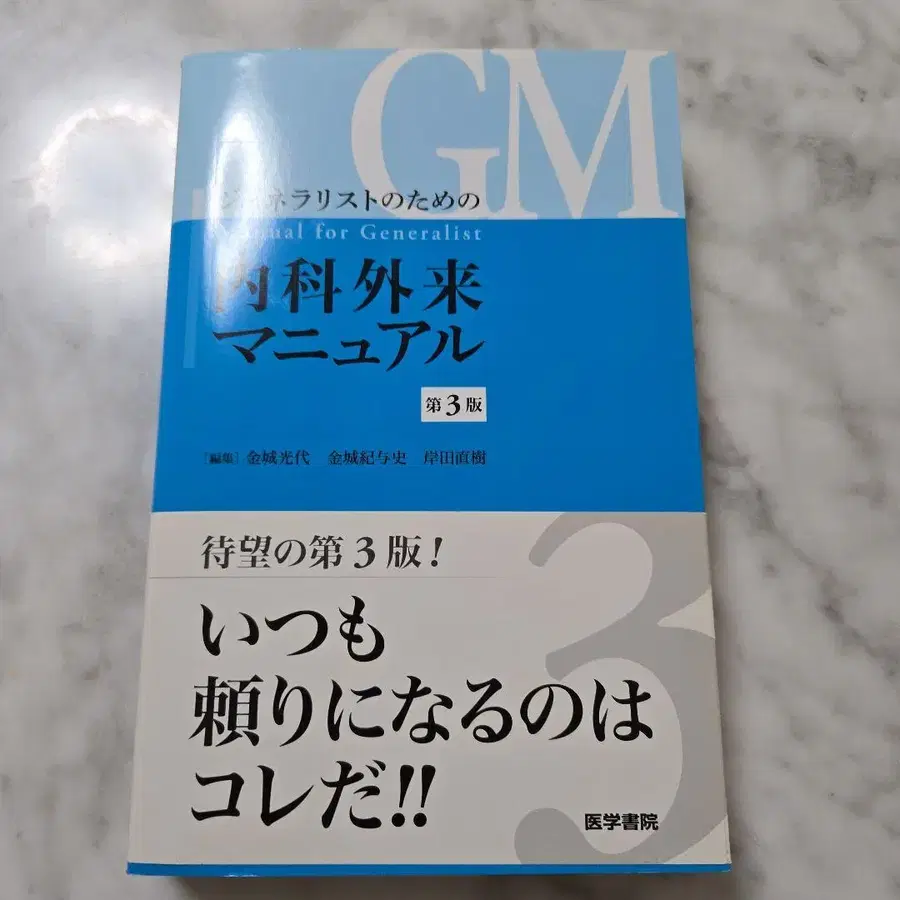 GM
ジェネラリストのための
Manual for Generalist
内科外来
マニュアル
第3版
[編集] 金城光代 金城紀与史 岸田直樹
待望の第3版!
3
いつも
頼りになるのは
コレだ!!
医学書院